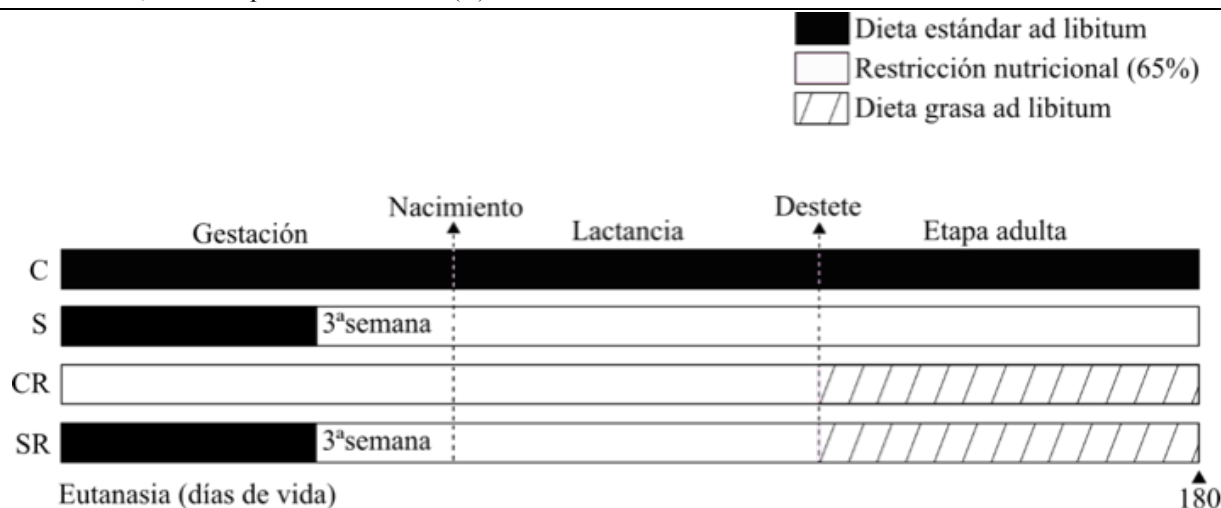 Dieta estándar ad libitum
Restricción nutricional (65%)
Dieta grasa ad libitum
Nacimiento
Destete
Gestación
Lactancia
Etapa adulta
C
S
3ªsemana
CR
SR
3ªsemana
Eutanasia (días de vida)
180